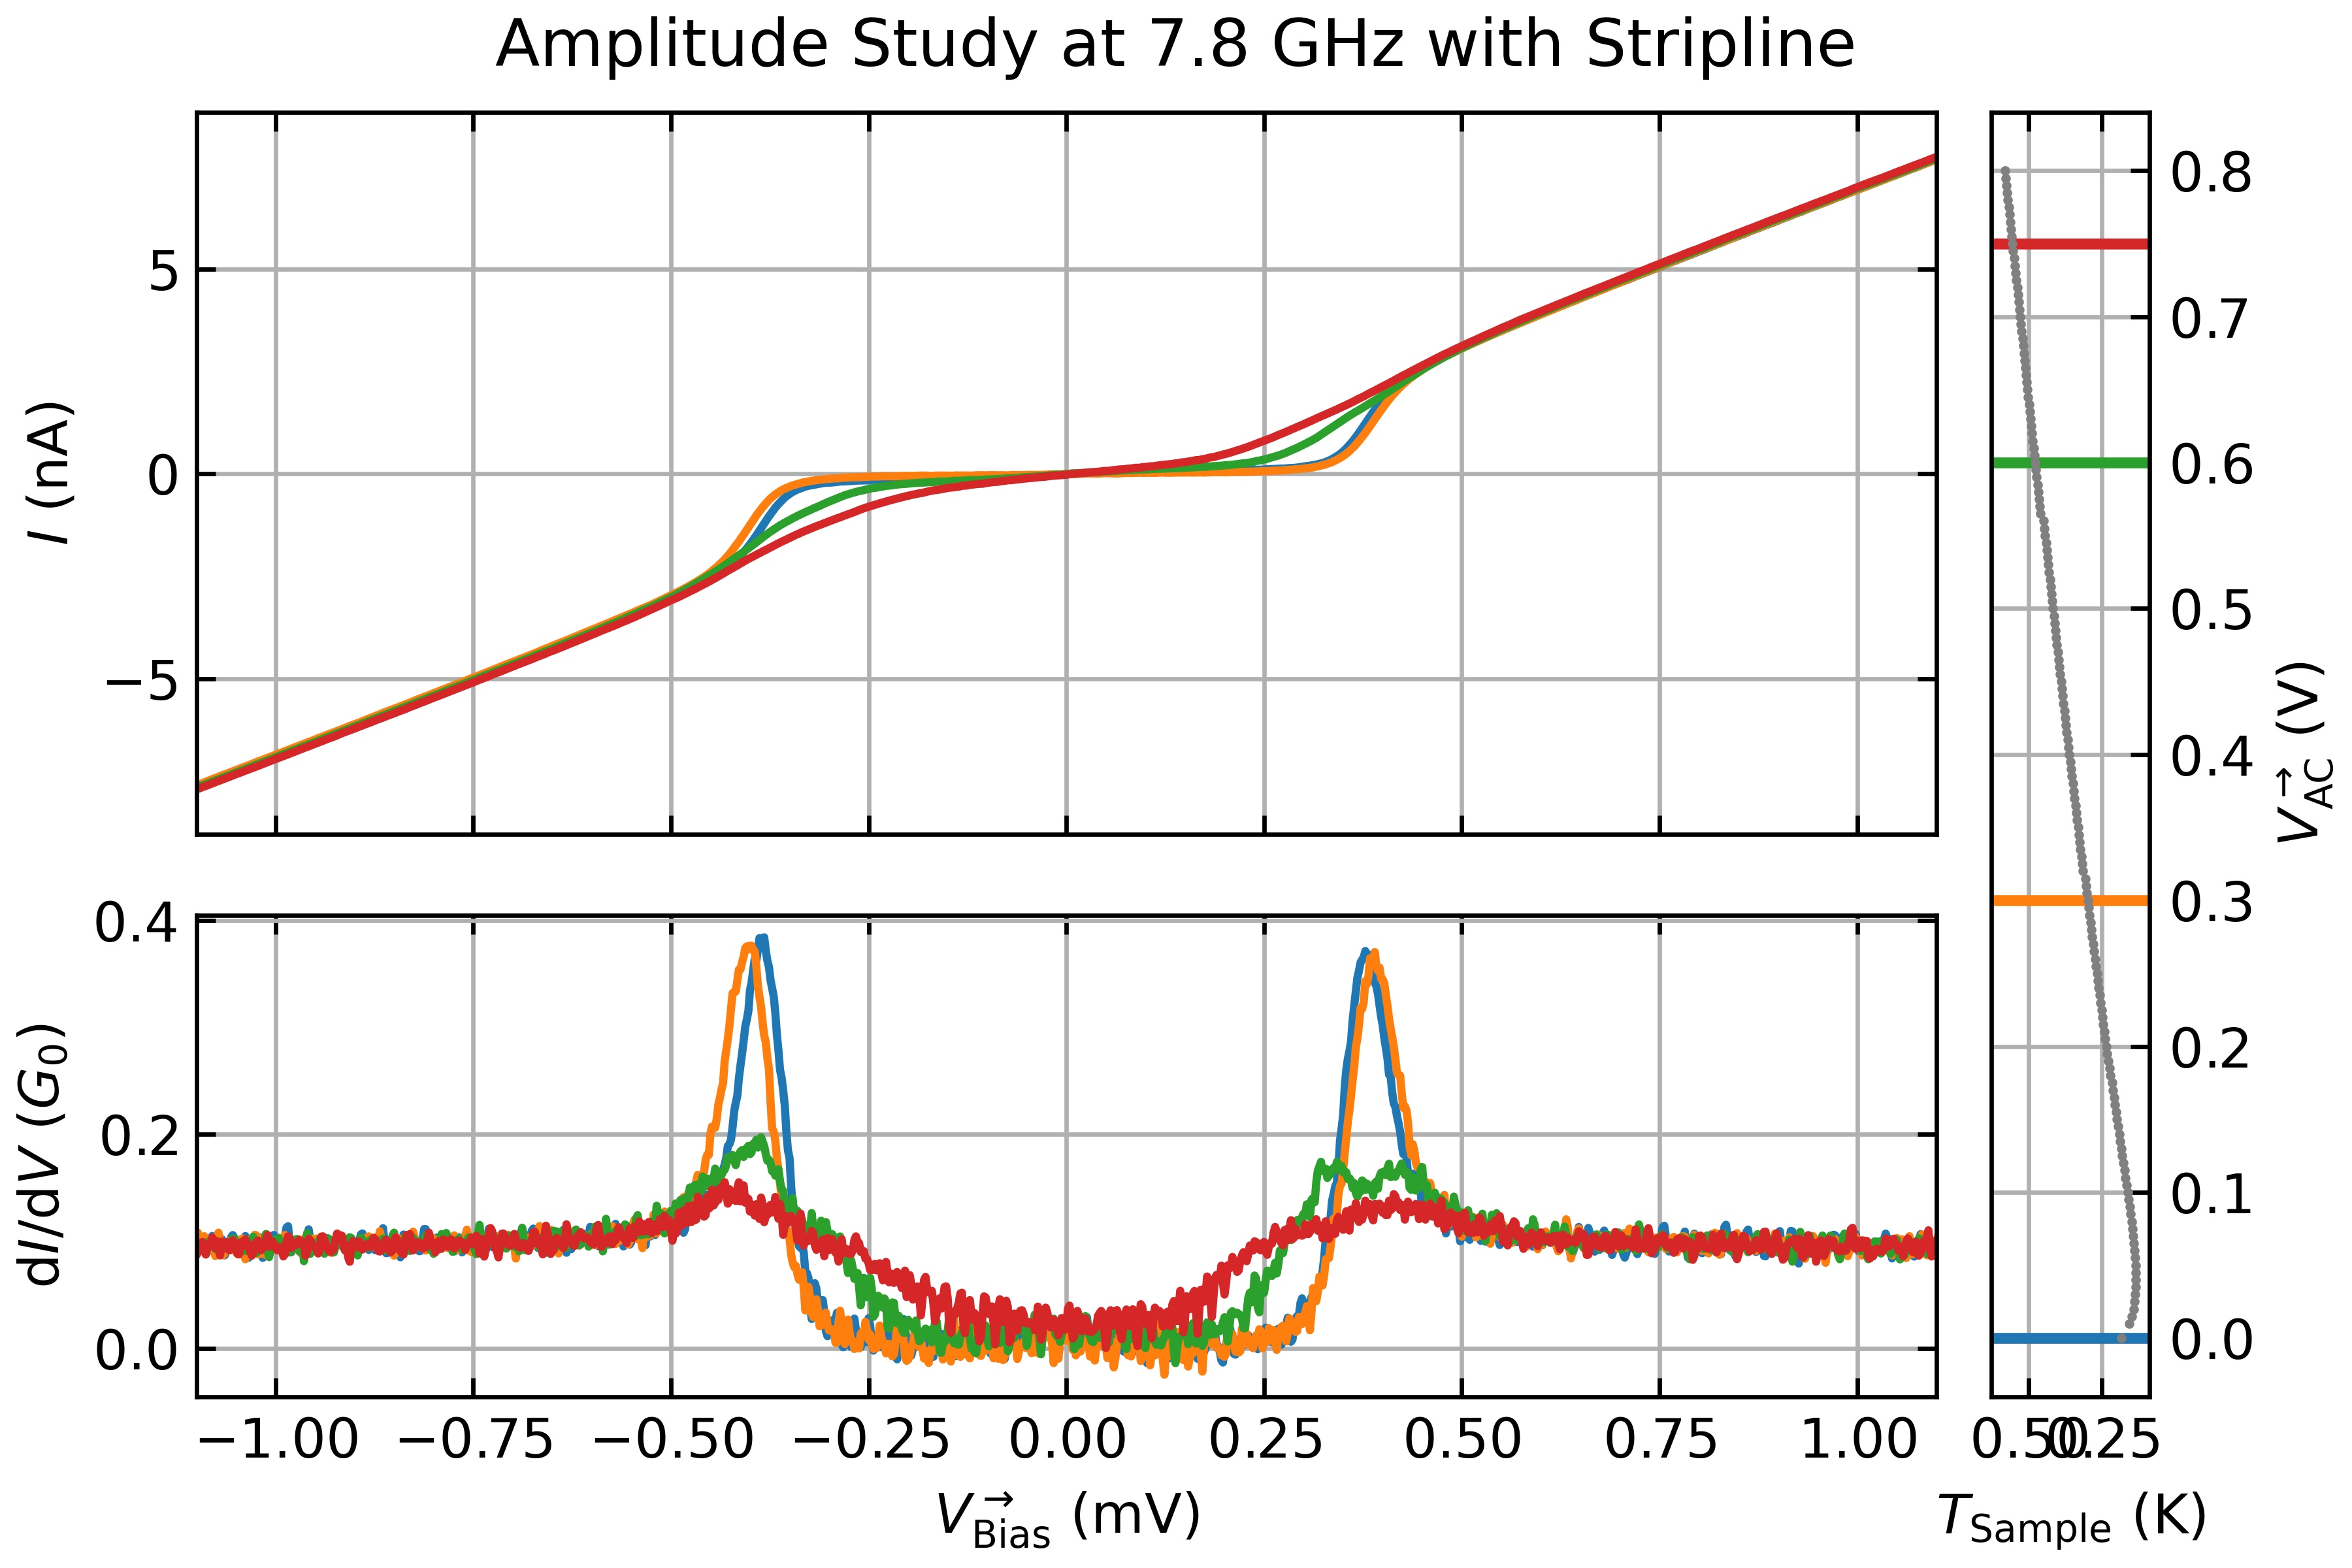 Amplitude Study at 7.8 GHz with Stripline
I (nA)
5
0
−5
dI/dV (G₀)
0.4
0.2
0.0
−1.00 −0.75 −0.50 −0.25 0.00 0.25 0.50 0.75 1.00
V→Bias (mV)
0.8
0.7
0.6
0.5
0.4
0.3
0.2
0.1
0.0
V→AC (V)
0.50 0.25
TSample (K)